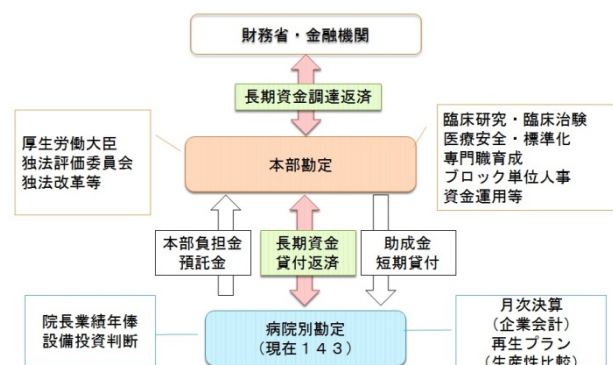 財務省・金融機関
長期資金調達返済
厚生労働大臣
独法評価委員会
独法改革等
本部勘定
臨床研究・臨床治験
医療安全・標準化
専門職育成
ブロック単位人事
資金運用等
本部負担金
預託金
長期資金
貸付返済
助成金
短期貸付
院長業績年俸
設備投資判断
病院別勘定
(現在143)
月次決算
(企業会計)
再生プラン
(生産性比較)